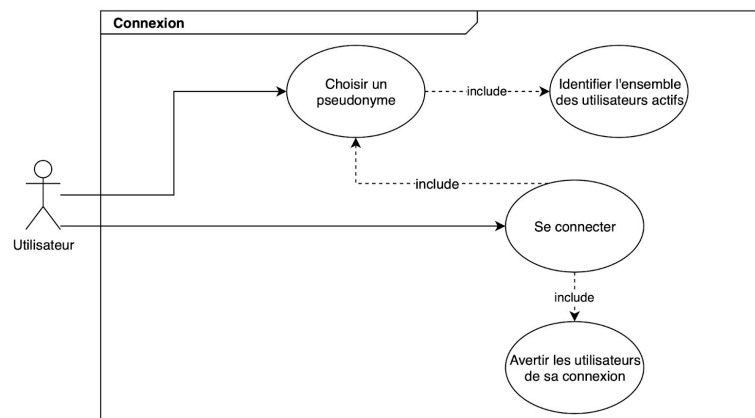 Connexion
Choisir un
pseudonyme
include
Identifier l'ensemble
des utilisateurs actifs
include
Utilisateur
Se connecter
include
Avertir les utilisateurs
de sa connexion